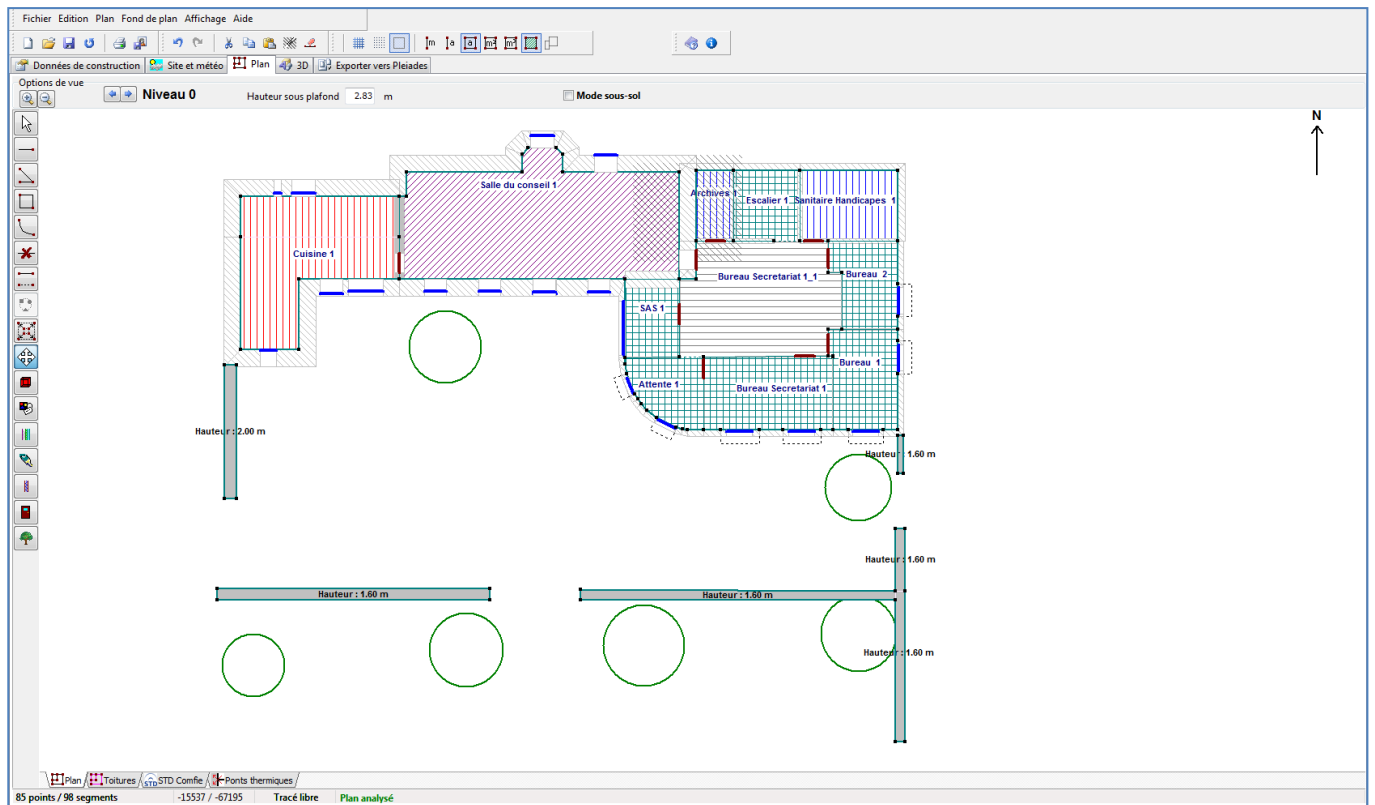 Fichier Edition Plan Fond de plan Affichage Aide
Données de construction Site et météo Plan 3D Exporter vers Pleiades
Options de vue
Niveau 0 Hauteur sous plafond 2.83 m Mode sous-sol
N
Salle du conseil 1
Archives 1
Escalier 1 Sanitaire Handicapes 1
Cuisine 1
Bureau Secretariat 1_1 Bureau 2
SAS 1
Bureau 1
Attente 1 Bureau Secretariat 1
Hauteur : 2.00 m
Hauteur : 1.60 m
Hauteur : 1.60 m
Hauteur : 1.60 m Hauteur : 1.60 m
Hauteur : 1.60 m
Plan Toitures STD STD Comfie Ponts thermiques
85 points / 98 segments -15537 / -67195 Tracé libre Plan analysé